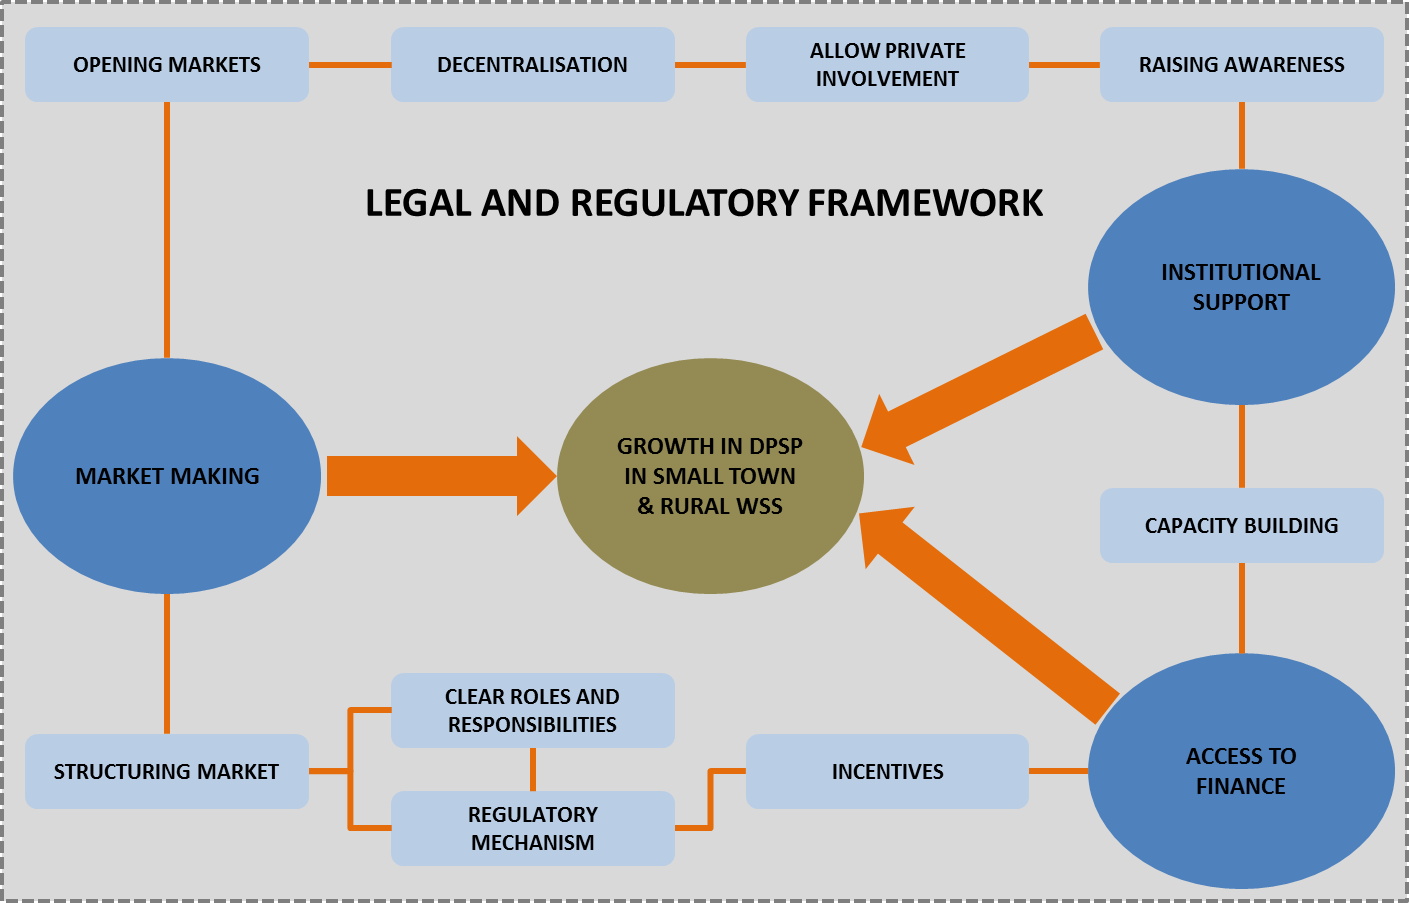 OPENING MARKETS
DECENTRALISATION
ALLOW PRIVATE
INVOLVEMENT
RAISING AWARENESS
LEGAL AND REGULATORY FRAMEWORK
INSTITUTIONAL
SUPPORT
MARKET MAKING
GROWTH IN DPSP
IN SMALL TOWN
& RURAL WSS
CAPACITY BUILDING
CLEAR ROLES AND
RESPONSIBILITIES
STRUCTURING MARKET
REGULATORY
MECHANISM
INCENTIVES
ACCESS TO
FINANCE